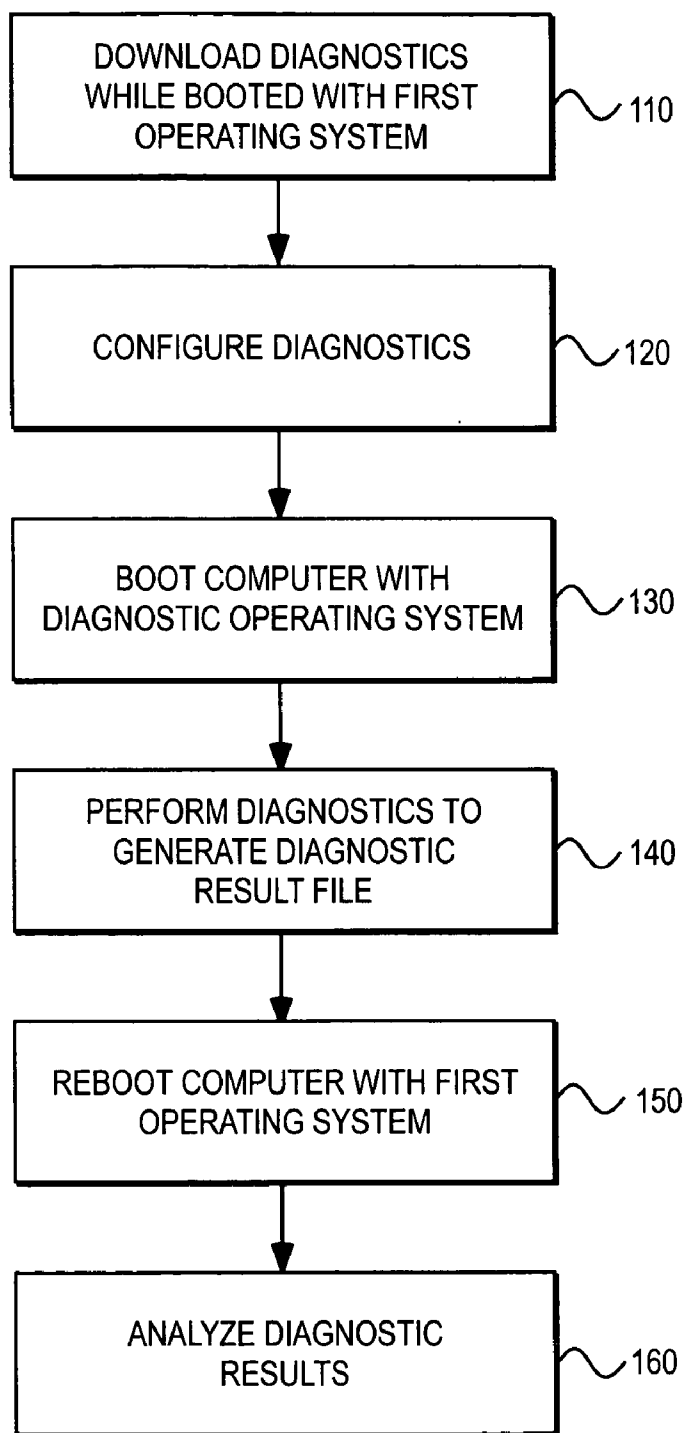 DOWNLOAD DIAGNOSTICS
WHILE BOOTED WITH FIRST
OPERATING SYSTEM
110
CONFIGURE DIAGNOSTICS
120
BOOT COMPUTER WITH
DIAGNOSTIC OPERATING SYSTEM
130
PERFORM DIAGNOSTICS TO
GENERATE DIAGNOSTIC
RESULT FILE
140
REBOOT COMPUTER WITH FIRST
OPERATING SYSTEM
150
ANALYZE DIAGNOSTIC
RESULTS
160